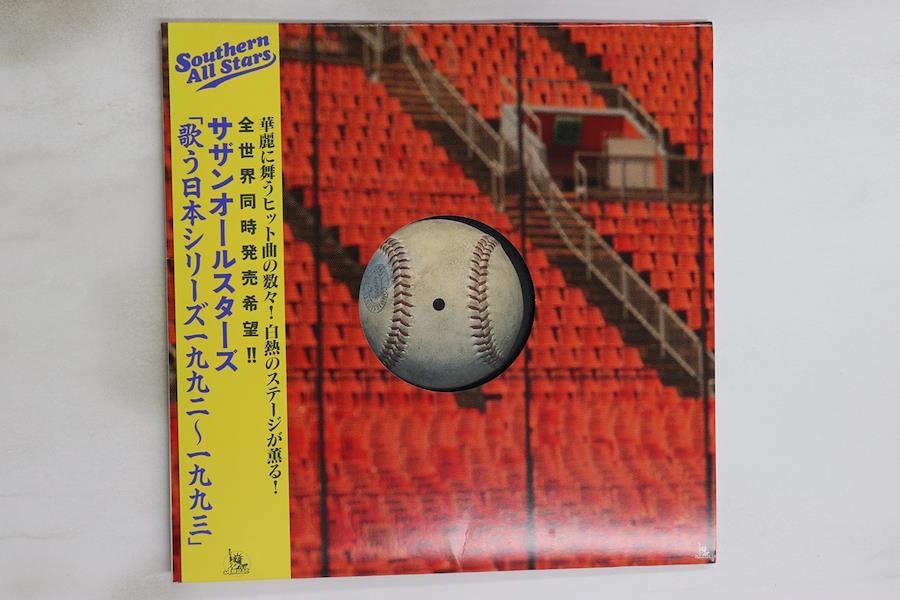 Southern
All Stars
華麗に舞うヒット曲の数々！白熱のステージが薫る！
全世界同時発売希望!!
サザンオールスターズ
「歌う日本シリーズ一九九二〜一九九三」